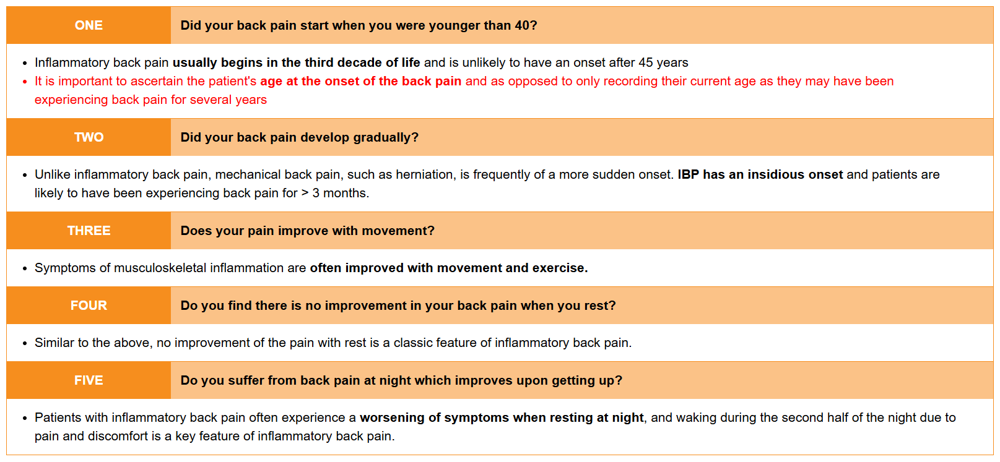 ONE
Did your back pain start when you were younger than 40?
• Inflammatory back pain usually begins in the third decade of life and is unlikely to have an onset after 45 years
• It is important to ascertain the patient's age at the onset of the back pain and as opposed to only recording their current age as they may have been
experiencing back pain for several years
TWO
Did your back pain develop gradually?
• Unlike inflammatory back pain, mechanical back pain, such as herniation, is frequently of a more sudden onset. IBP has an insidious onset and patients are
likely to have been experiencing back pain for > 3 months.
THREE
Does your pain improve with movement?
• Symptoms of musculoskeletal inflammation are often improved with movement and exercise.
FOUR
Do you find there is no improvement in your back pain when you rest?
• Similar to the above, no improvement of the pain with rest is a classic feature of inflammatory back pain.
FIVE
Do you suffer from back pain at night which improves upon getting up?
• Patients with inflammatory back pain often experience a worsening of symptoms when resting at night, and waking during the second half of the night due to
pain and discomfort is a key feature of inflammatory back pain.